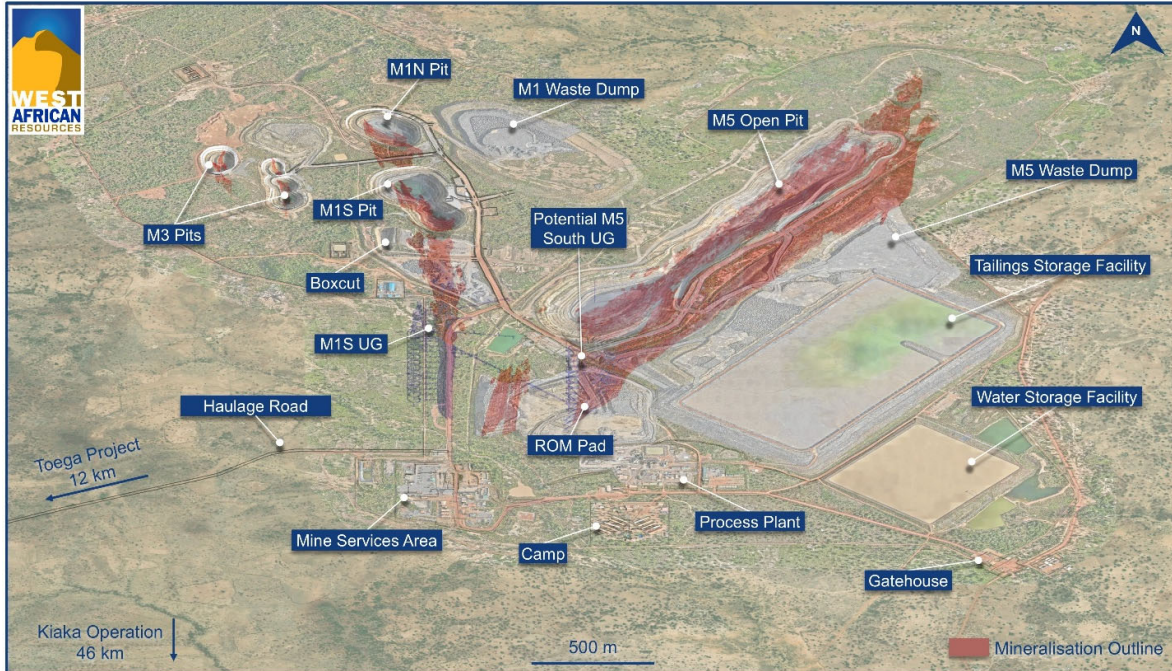 WEST
AFRICAN
RESOURCES
N
M1N Pit
M1 Waste Dump
M5 Open Pit
M5 Waste Dump
M1S Pit
Potential M5
South UG
M3 Pits
Tailings Storage Facility
Boxcut
M1S UG
Haulage Road
Water Storage Facility
ROM Pad
Toega Project
12 km
Process Plant
Mine Services Area
Camp
Gatehouse
Kiaka Operation
46 km
500 m
Mineralisation Outline